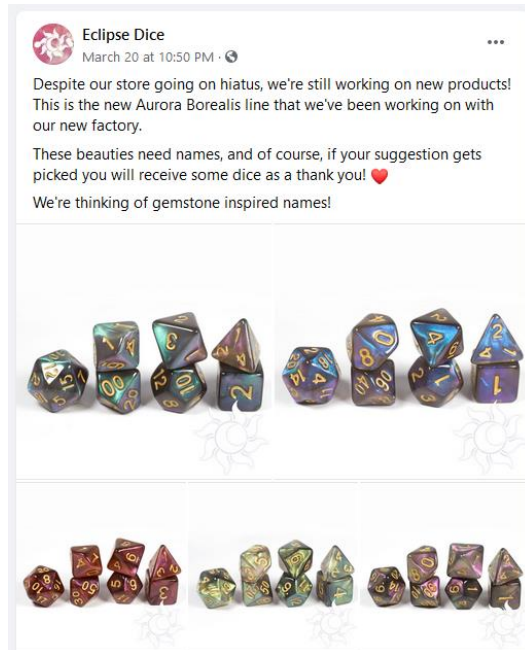 Eclipse Dice
March 20 at 10:50 PM ·
Despite our store going on hiatus, we're still working on new products!
This is the new Aurora Borealis line that we've been working on with
our new factory.
These beauties need names, and of course, if your suggestion gets
picked you will receive some dice as a thank you! ❤️
We're thinking of gemstone inspired names!